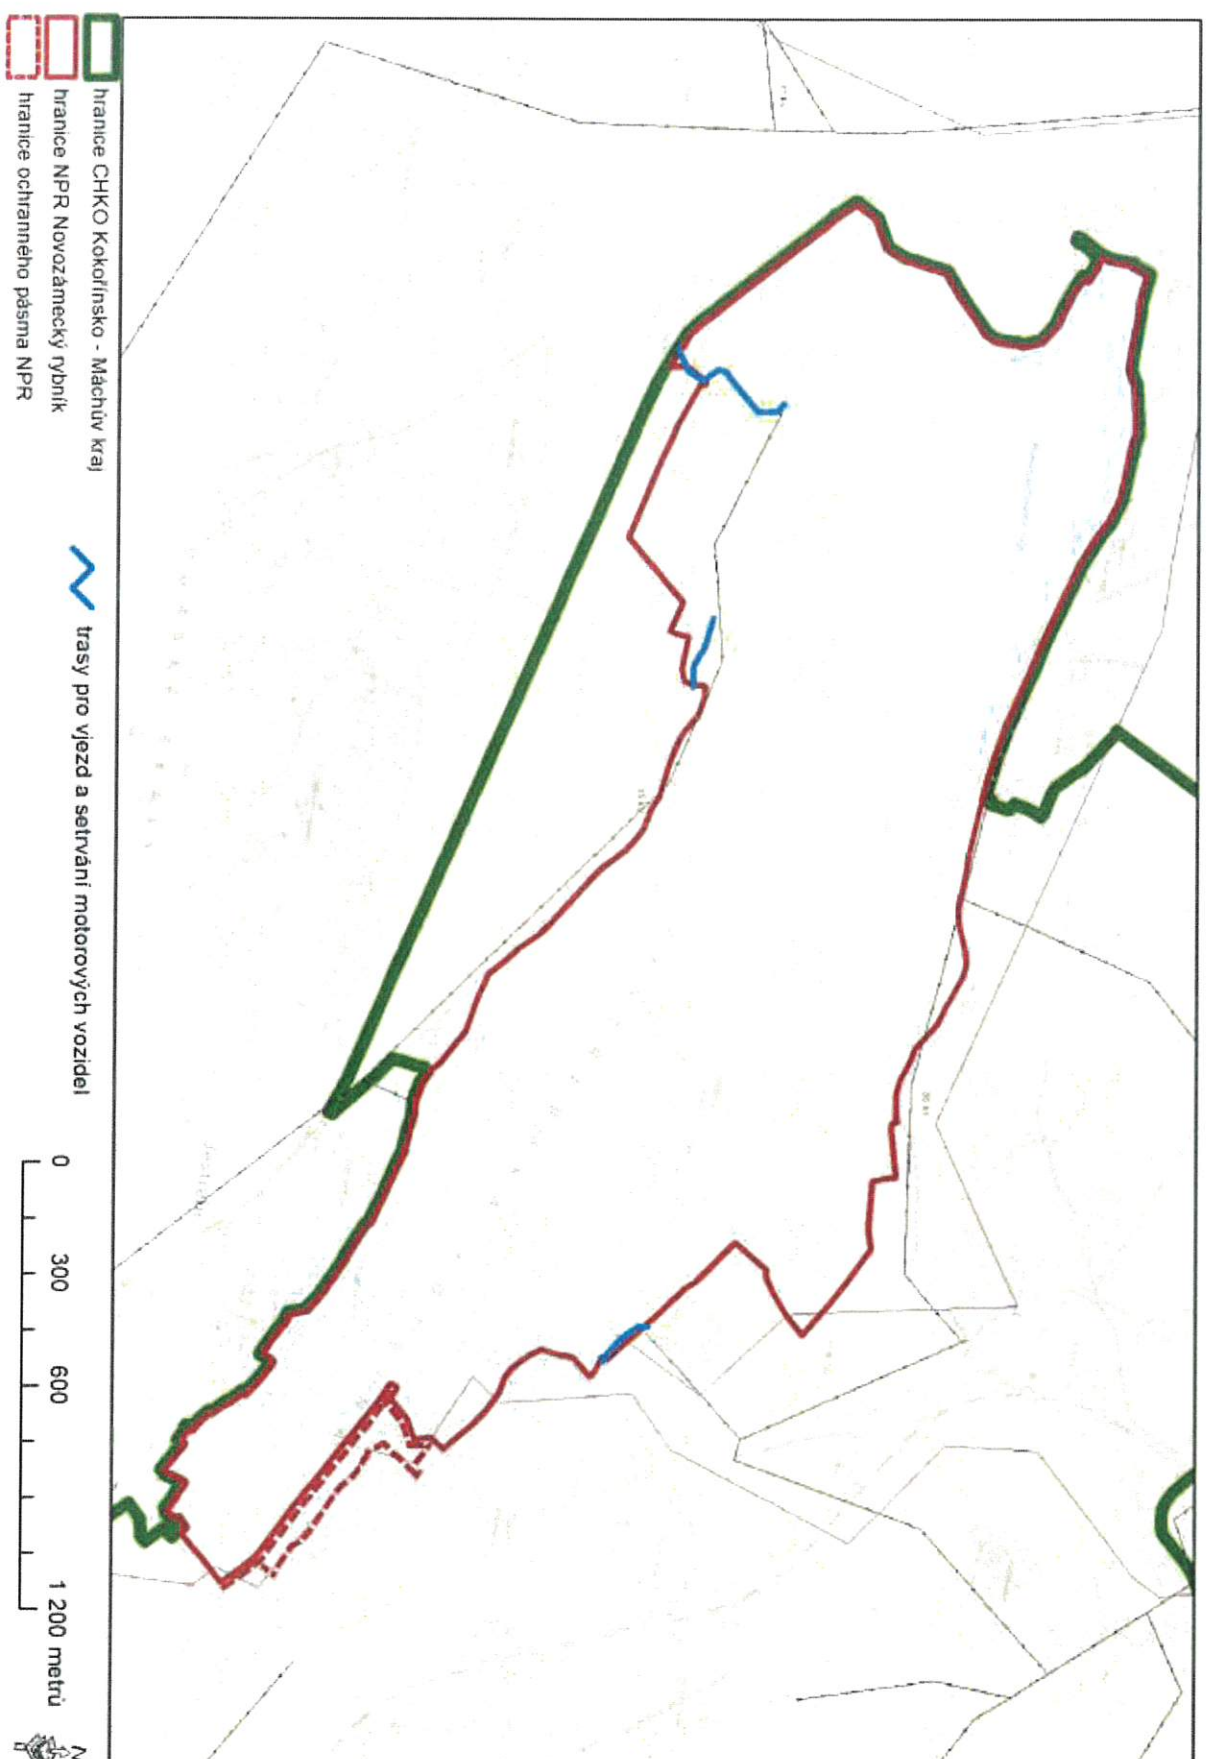 hranice CHKO Kokořínsko - Máchův kraj
hranice NPR Novozámecký rybník
hranice ochranného pásma NPR
trasy pro vjezd a setrvání motorových vozidel
0 300 600 1 200 metrů